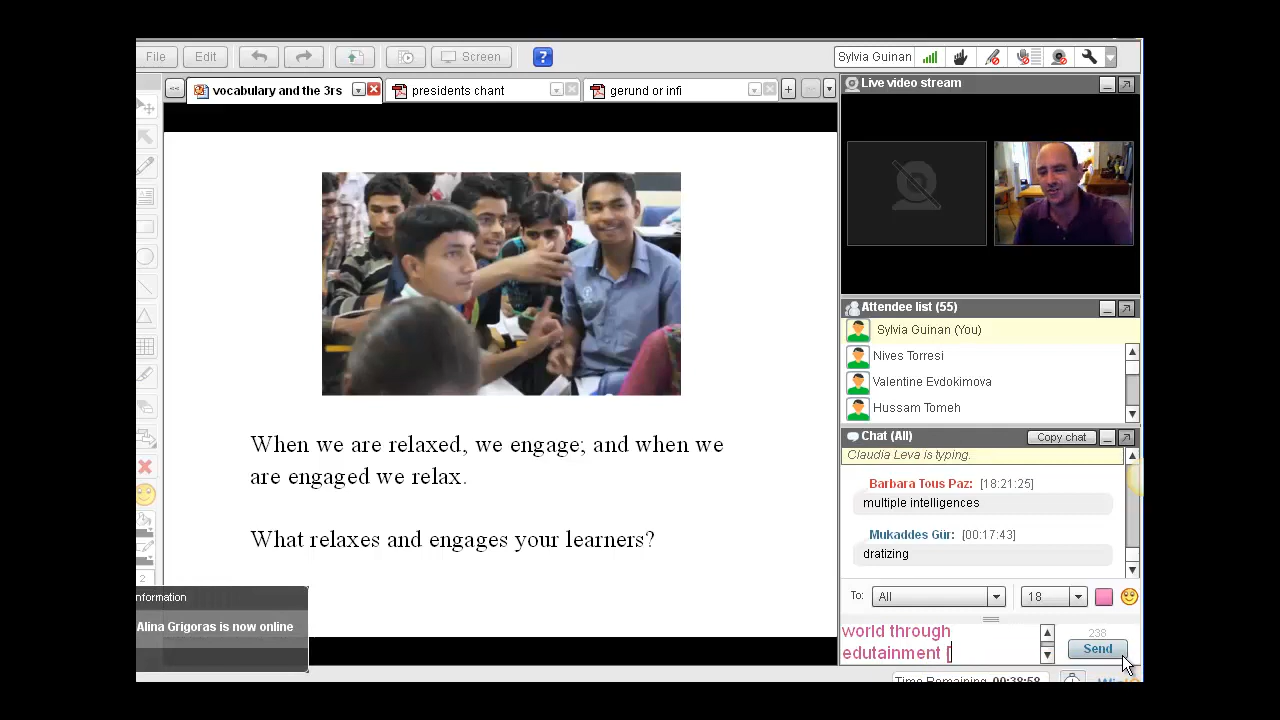 File
Edit
Screen
?
Sylvia Guinan
<< vocabulary and the 3rs
presidents chant
gerund or infi
Live video stream
When we are relaxed, we engage; and when we
are engaged we relax.
What relaxes and engages your learners?
2
nformation
Alina Grigoras is now online
Attendee list (55)
Sylvia Guinan (You)
Nives Torresi
Valentine Evdokimova
Hussam Tomeh
Chat (All)
Copy chat
Claudia Leva is typing.
Barbara Tous Paz: [18:21:25]
multiple intelligences
Mukaddes Gür: [00:17:43]
dratizing
To: All
18
world through
edutainment [
238
Send
Time Remaining 00:38:58